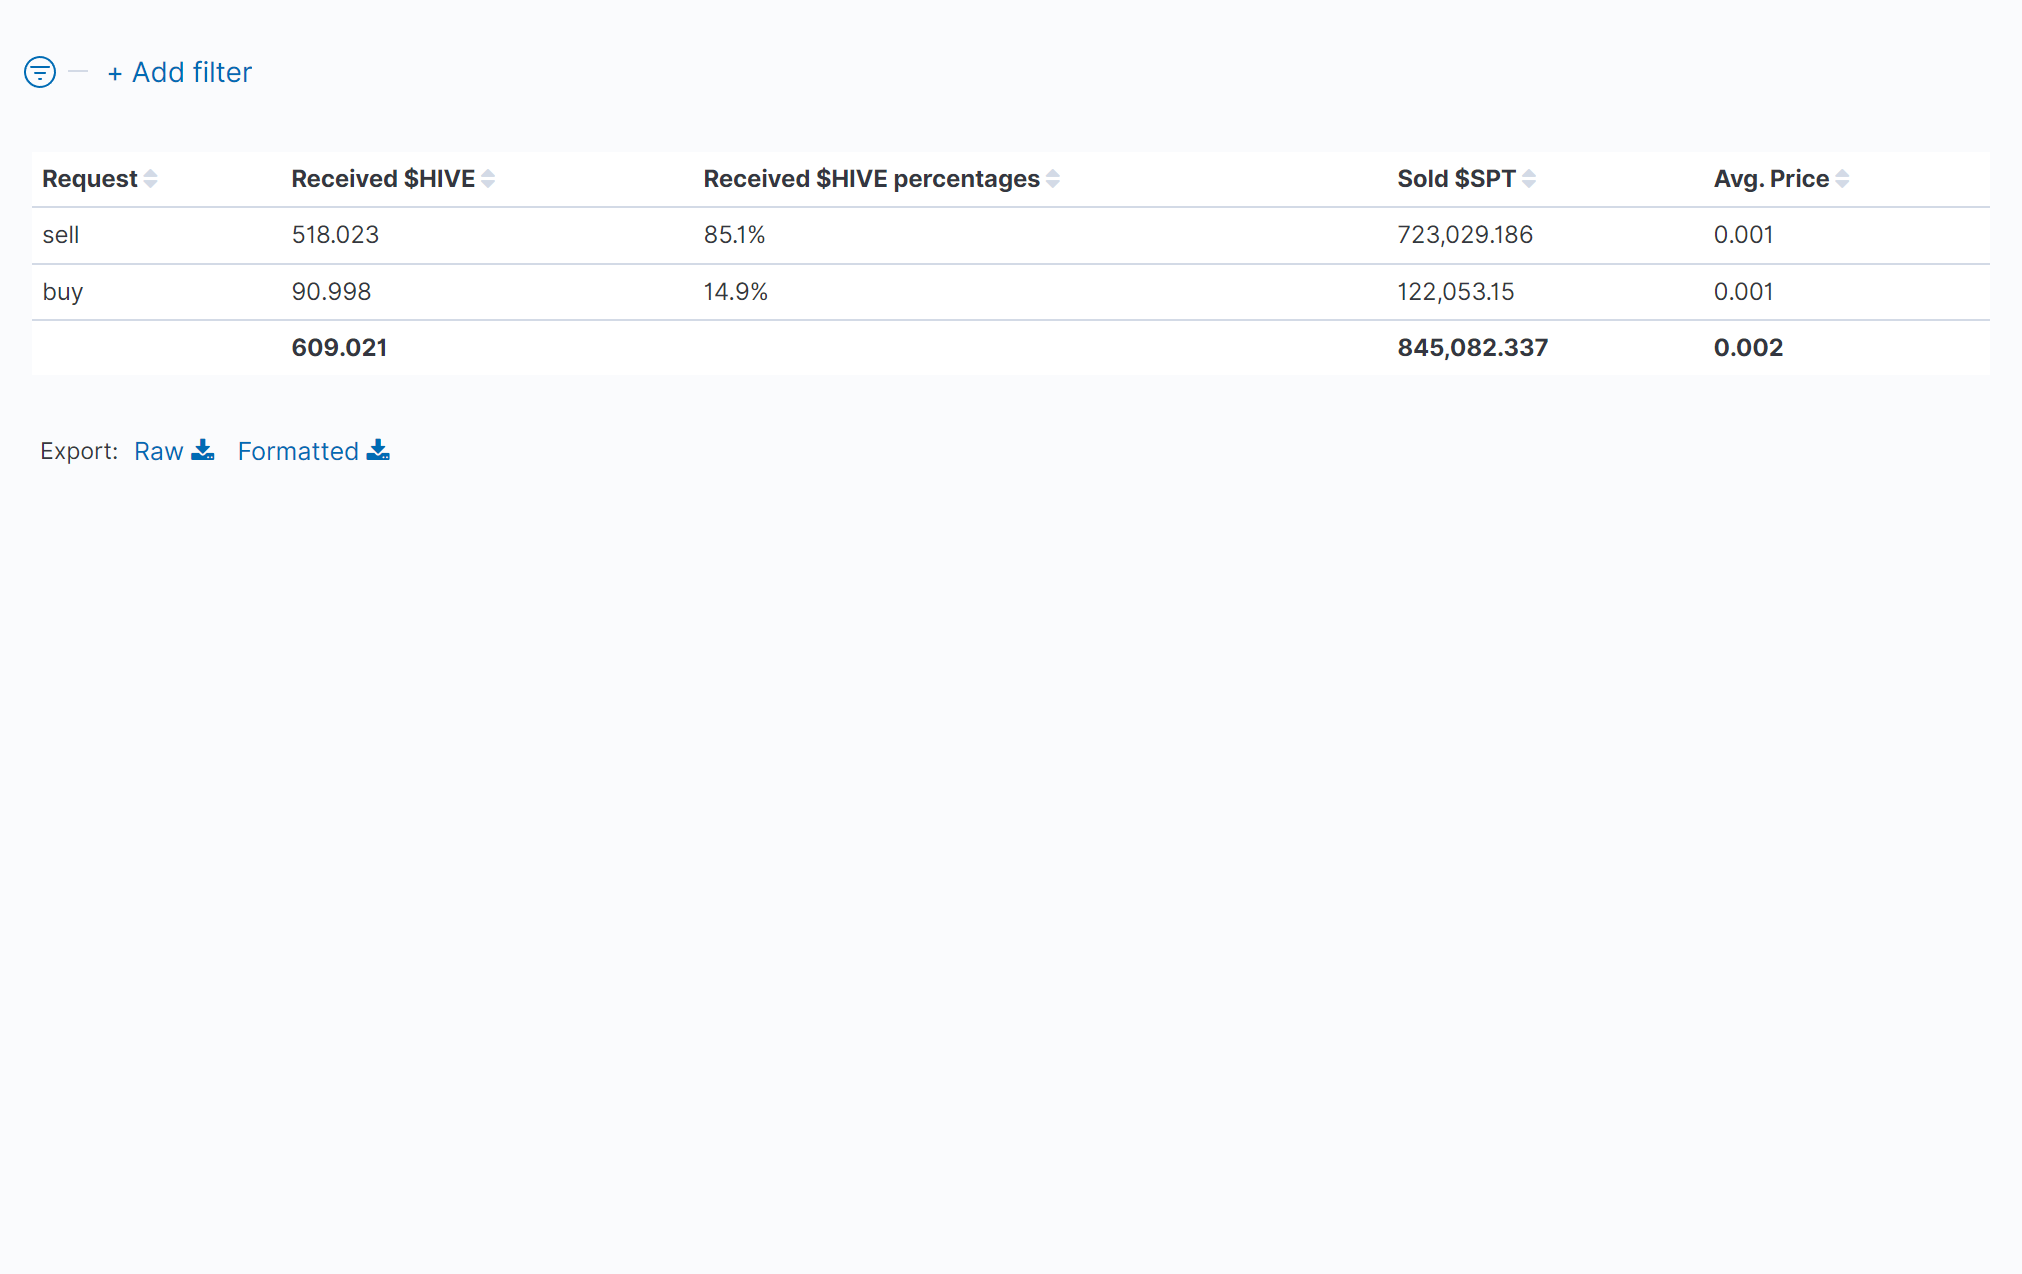 + Add filter
Request Received $HIVE Received $HIVE percentages Sold $SPT Avg. Price
sell 518.023 85.1% 723,029.186 0.001
buy 90.998 14.9% 122,053.15 0.001
609.021 845,082.337 0.002
Export: Raw Formatted